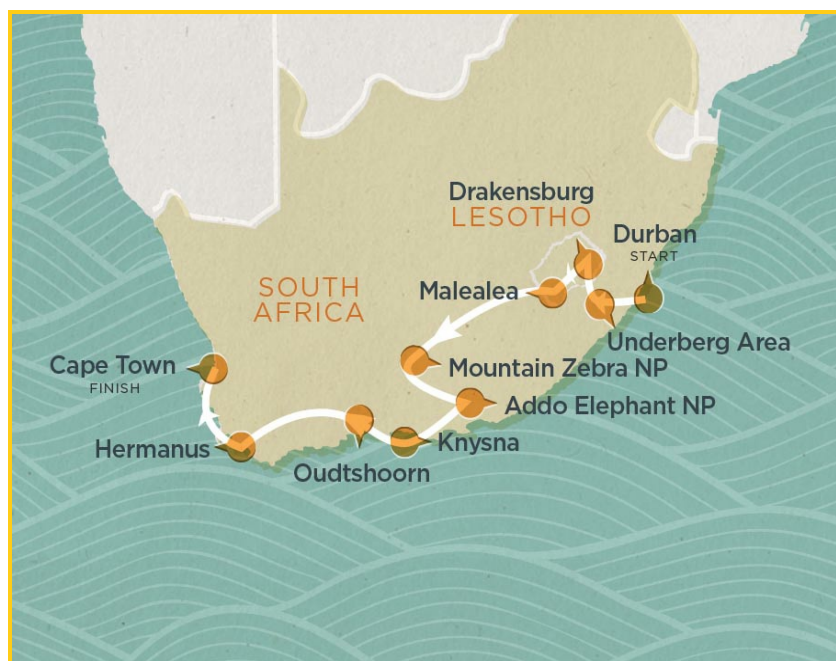 Drakensburg
LESOTHO
Durban
START
SOUTH
AFRICA
Malealea
Underberg Area
Cape Town
FINISH
Mountain Zebra NP
Addo Elephant NP
Hermanus
Knysna
Oudtshoorn